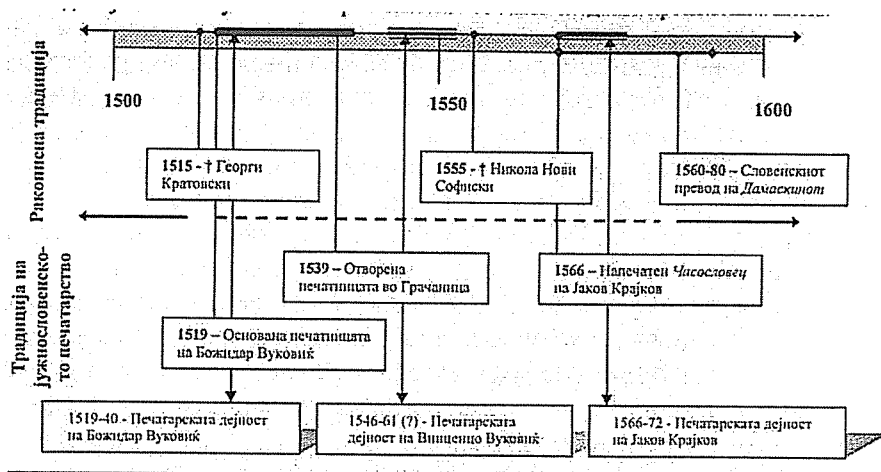 1500
1550
1600
Ракописна традиција
1515 - † Георги
Кратовски
1555 - † Никола Нови
Софиски
1560-80 – Словенскиот
превод на Дамаскинот
Традиција на
јужнословенско-
то печатарство
1539 – Отворена
печатницата во Грачаница
1566 – Напечатен Часословец
на Јаков Крајков
1519 – Основана печатницата
на Божидар Вуковиќ
1519-40 - Печатарската дејност
на Божидар Вуковиќ
1546-61 (?) - Печатарската
дејност на Виценцо Вуковиќ
1566-72 - Печатарската дејност
на Јаков Крајков